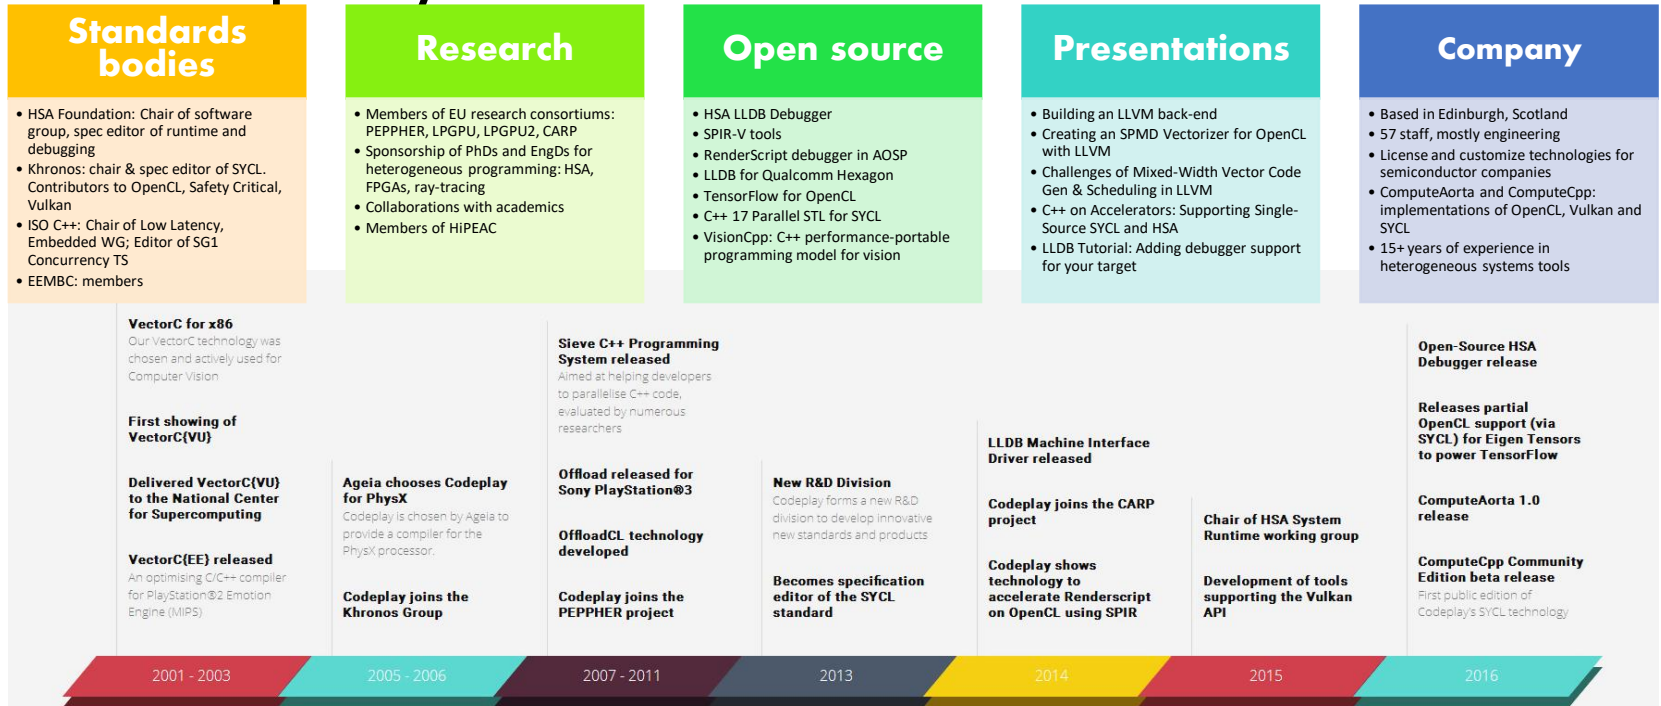 Standards
bodies
• HSA Foundation: Chair of software
group, spec editor of runtime and
debugging
• Khronos: chair & spec editor of SYCL.
Contributors to OpenCL, Safety Critical,
Vulkan
• ISO C++: Chair of Low Latency,
Embedded WG; Editor of SG1
Concurrency TS
• EEMBC: members
Research
• Members of EU research consortiums:
PEPPHER, LPGPU, LPGPU2, CARP
• Sponsorship of PhDs and EngDs for
heterogeneous programming: HSA,
FPGAs, ray-tracing
• Collaborations with academics
• Members of HiPEAC
Open source
• HSA LLDB Debugger
• SPIR-V tools
• RenderScript debugger in AOSP
• LLDB for Qualcomm Hexagon
• TensorFlow for OpenCL
• C++ 17 Parallel STL for SYCL
• VisionCpp: C++ performance-portable
programming model for vision
Presentations
• Building an LLVM back-end
• Creating an SPMD Vectorizer for OpenCL
with LLVM
• Challenges of Mixed-Width Vector Code
Gen & Scheduling in LLVM
• C++ on Accelerators: Supporting Single-
Source SYCL and HSA
• LLDB Tutorial: Adding debugger support
for your target
Company
• Based in Edinburgh, Scotland
• 57 staff, mostly engineering
• License and customize technologies for
semiconductor companies
• ComputeAorta and ComputeCpp:
implementations of OpenCL, Vulkan and
SYCL
• 15+ years of experience in
heterogeneous systems tools
VectorC for x86
Our VectorC technology was
chosen and actively used for
Computer Vision
First showing of
VectorC{VU}
Delivered VectorC{VU}
to the National Center
for Supercomputing
VectorC{EE} released
An optimising C/C++ compiler
for PlayStation®2 Emotion
Engine (MIPS)
2001 - 2003
Ageia chooses Codeplay
for PhysX
Codeplay is chosen by Ageia to
provide a compiler for the
PhysX processor.
Codeplay joins the
Khronos Group
2005 - 2006
Sieve C++ Programming
System released
Aimed at helping developers
to parallelise C++ code,
evaluated by numerous
researchers
Offload released for
Sony PlayStation®3
OffloadCL technology
developed
Codeplay joins the
PEPPHER project
2007 - 2011
New R&D Division
Codeplay forms a new R&D
division to develop innovative
new standards and products
Becomes specification
editor of the SYCL
standard
2013
LLDB Machine Interface
Driver released
Codeplay joins the CARP
project
Codeplay shows
technology to
accelerate Renderscript
on OpenCL using SPIR
2014
Chair of HSA System
Runtime working group
Development of tools
supporting the Vulkan
API
2015
Open-Source HSA
Debugger release
Releases partial
OpenCL support (via
SYCL) for Eigen Tensors
to power TensorFlow
ComputeAorta 1.0
release
ComputeCpp Community
Edition beta release
First public edition of
Codeplay's SYCL technology
2016